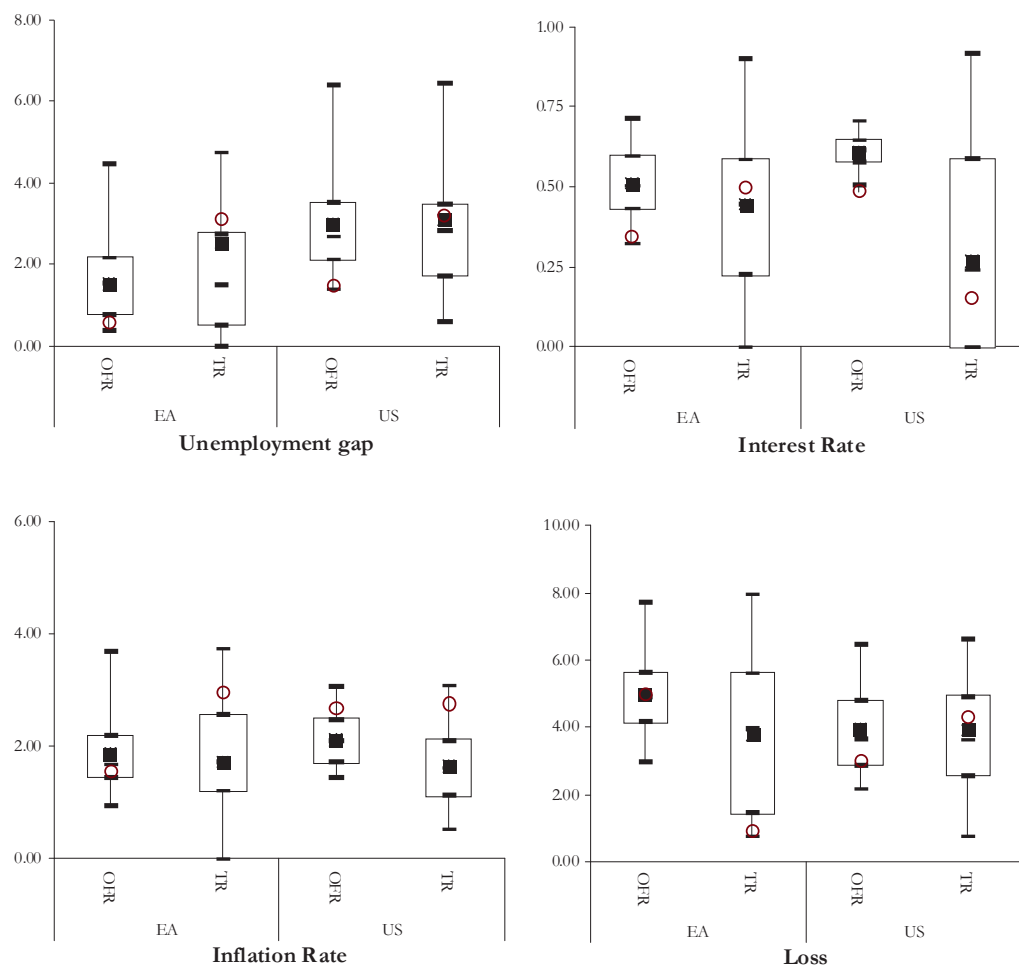 8.00
6.00
4.00
2.00
0.00
OFR
TR
OFR
TR
EA
US
Unemployment gap
1.00
0.75
0.50
0.25
0.00
OFR
TR
OFR
TR
EA
US
Interest Rate
6.00
4.00
2.00
0.00
OFR
TR
OFR
TR
EA
US
Inflation Rate
10.00
8.00
6.00
4.00
2.00
0.00
OFR
TR
OFR
TR
EA
US
Loss